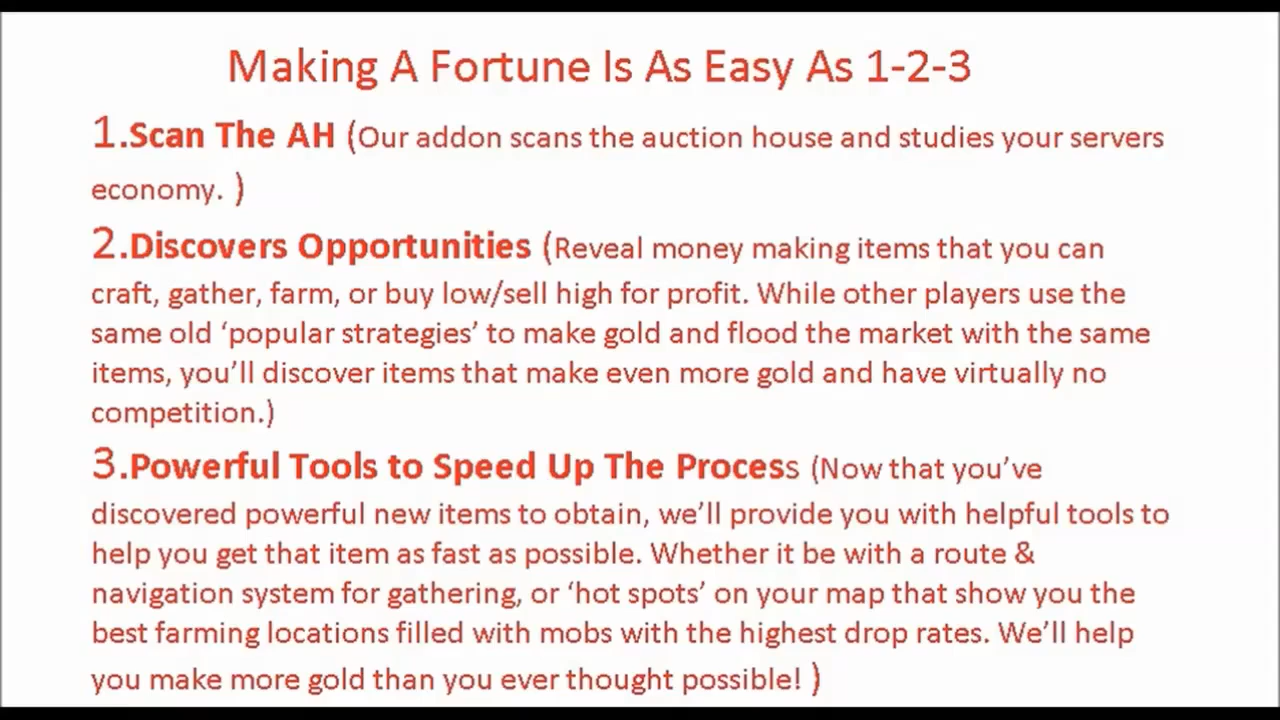 Making A Fortune Is As Easy As 1-2-3
1.Scan The AH (Our addon scans the auction house and studies your servers
economy. )
2.Discovers Opportunities (Reveal money making items that you can
craft, gather, farm, or buy low/sell high for profit. While other players use the
same old ‘popular strategies’ to make gold and flood the market with the same
items, you’ll discover items that make even more gold and have virtually no
competition.)
3.Powerful Tools to Speed Up The Process (Now that you’ve
discovered powerful new items to obtain, we’ll provide you with helpful tools to
help you get that item as fast as possible. Whether it be with a route &
navigation system for gathering, or ‘hot spots’ on your map that show you the
best farming locations filled with mobs with the highest drop rates. We’ll help
you make more gold than you ever thought possible! )